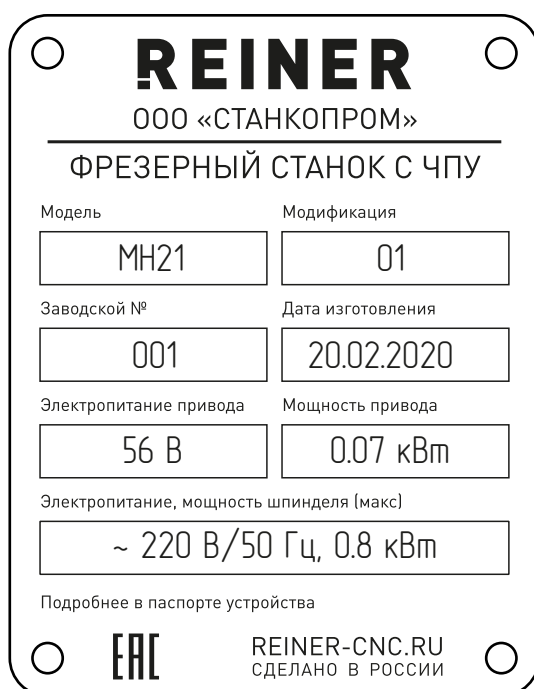 REINER
ООО «СТАНКОПРОМ»
ФРЕЗЕРНЫЙ СТАНОК С ЧПУ
Модель Модификация
МН21 01
Заводской № Дата изготовления
001 20.02.2020
Электропитание привода Мощность привода
56 В 0.07 кВт
Электропитание, мощность шпинделя (макс)
~ 220 В/50 Гц, 0.8 кВт
Подробнее в паспорте устройства
ЕАС REINER-CNC.RU
СДЕЛАНО В РОССИИ